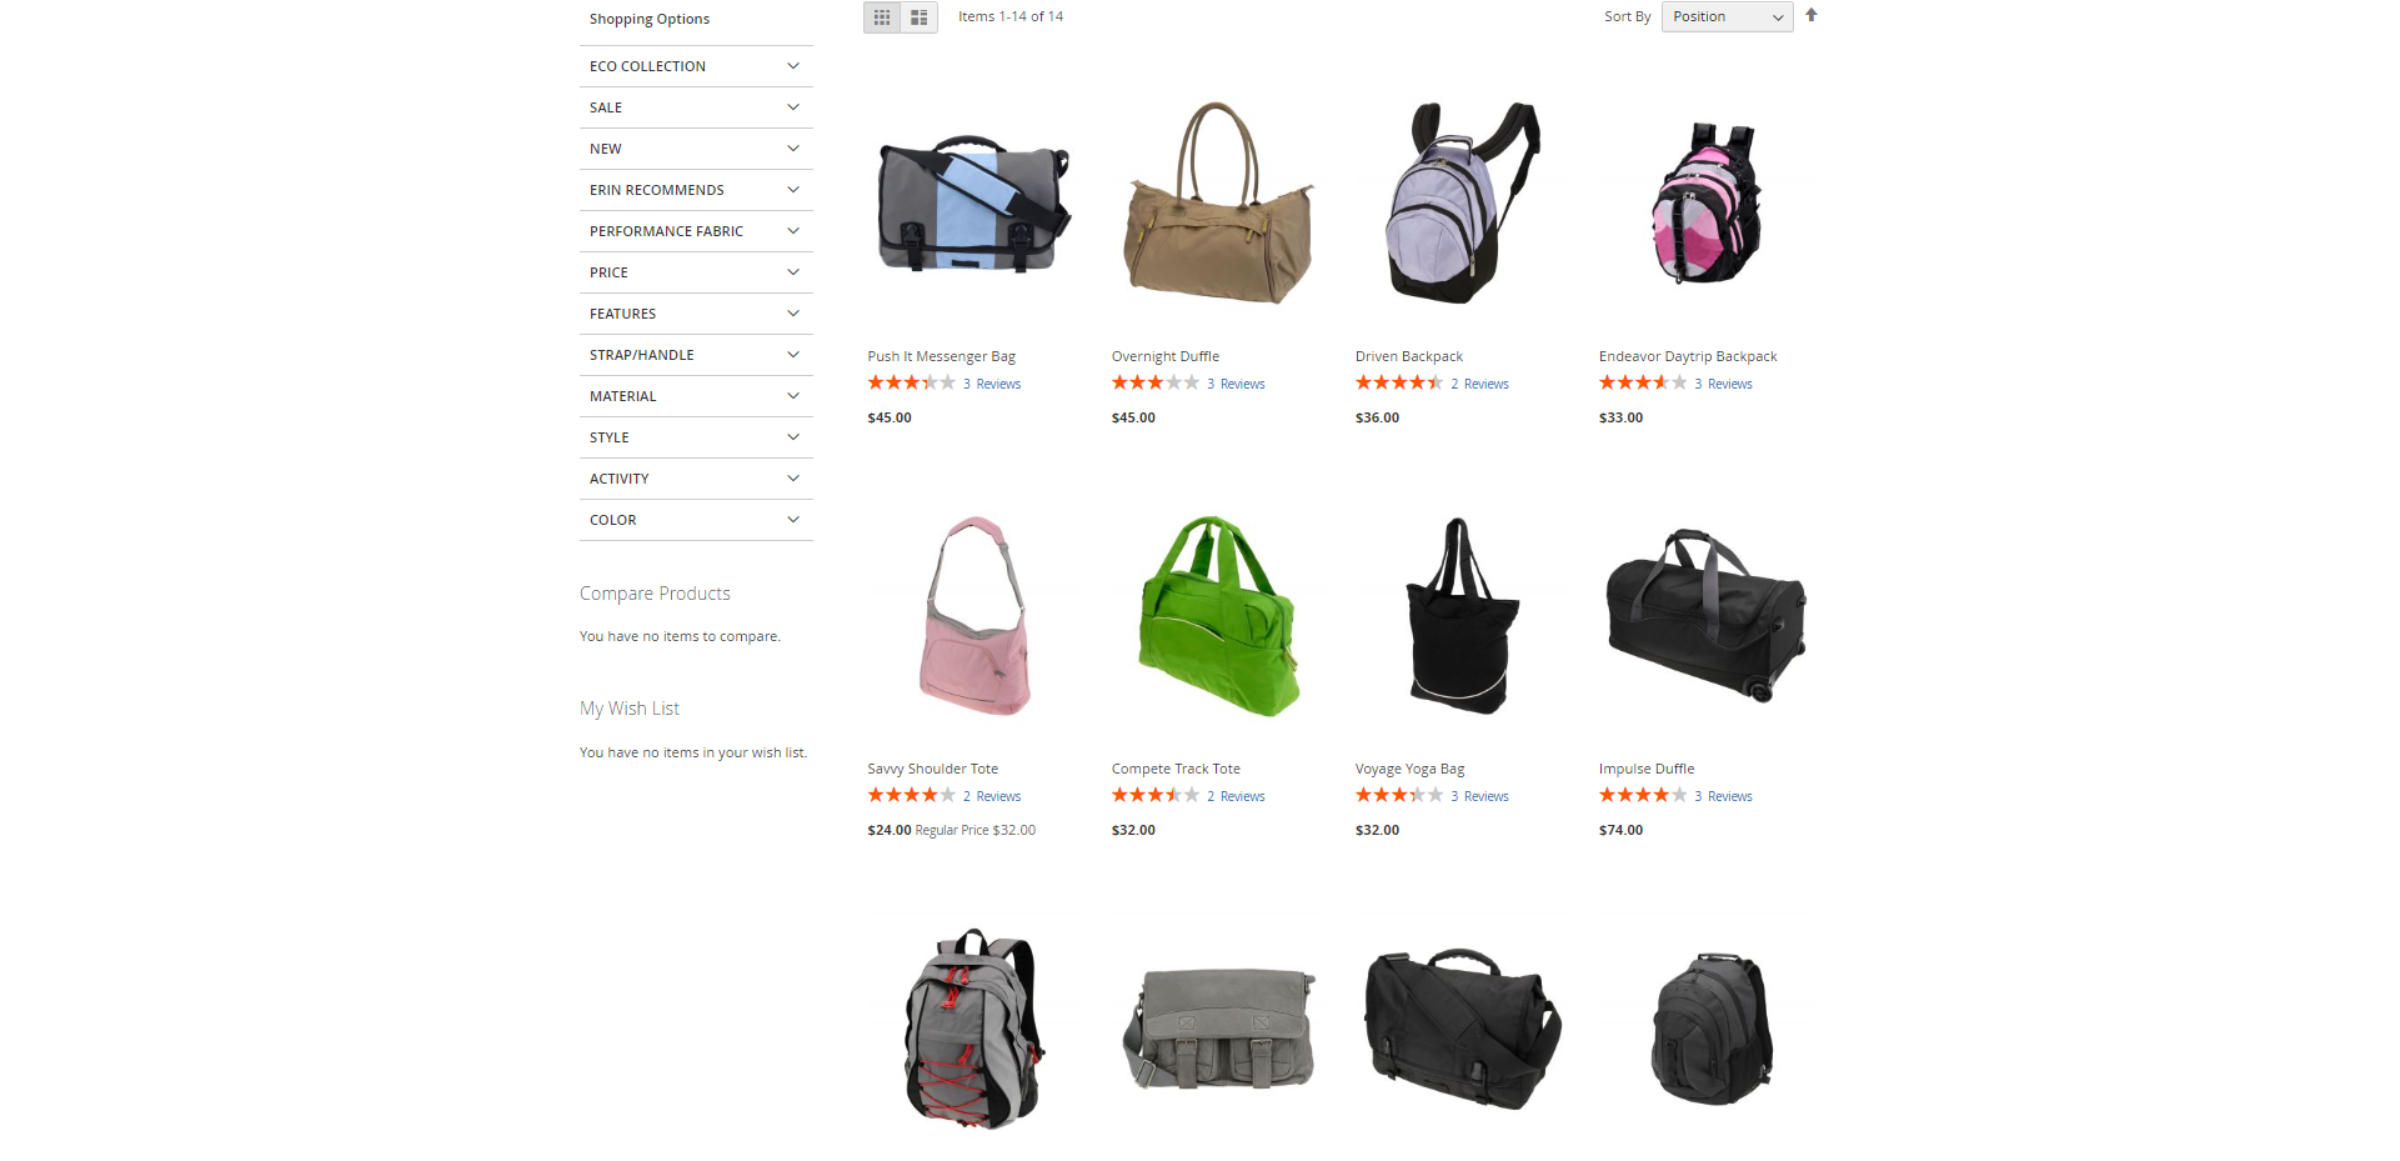 Shopping Options
Items 1-14 of 14
Sort By Position
ECO COLLECTION
SALE
NEW
ERIN RECOMMENDS
PERFORMANCE FABRIC
PRICE
FEATURES
STRAP/HANDLE
MATERIAL
STYLE
ACTIVITY
COLOR
Compare Products
You have no items to compare.
My Wish List
You have no items in your wish list.
Push It Messenger Bag
3 Reviews
$45.00
Overnight Duffle
3 Reviews
$45.00
Driven Backpack
2 Reviews
$36.00
Endeavor Daytrip Backpack
3 Reviews
$33.00
Savvy Shoulder Tote
2 Reviews
$24.00 Regular Price $32.00
Compete Track Tote
2 Reviews
$32.00
Voyage Yoga Bag
3 Reviews
$32.00
Impulse Duffle
3 Reviews
$74.00